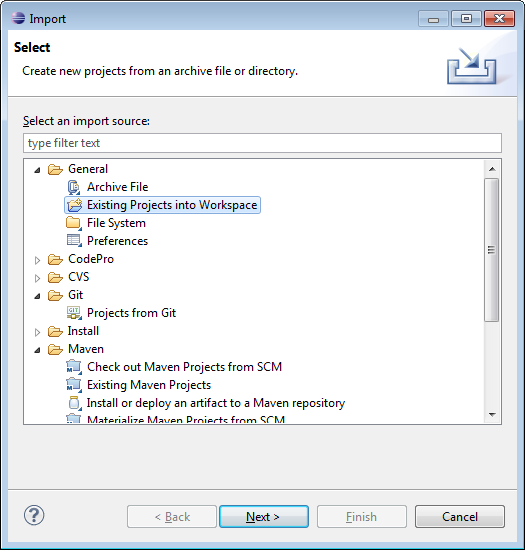 Import
Select
Create new projects from an archive file or directory.
Select an import source:
type filter text
General
Archive File
Existing Projects into Workspace
File System
Preferences
CodePro
CVS
Git
GIT
Projects from Git
Install
Maven
Check out Maven Projects from SCM
Existing Maven Projects
Install or deploy an artifact to a Maven repository
Materialize Maven Projects from SCM
?
< Back
Next >
Finish
Cancel